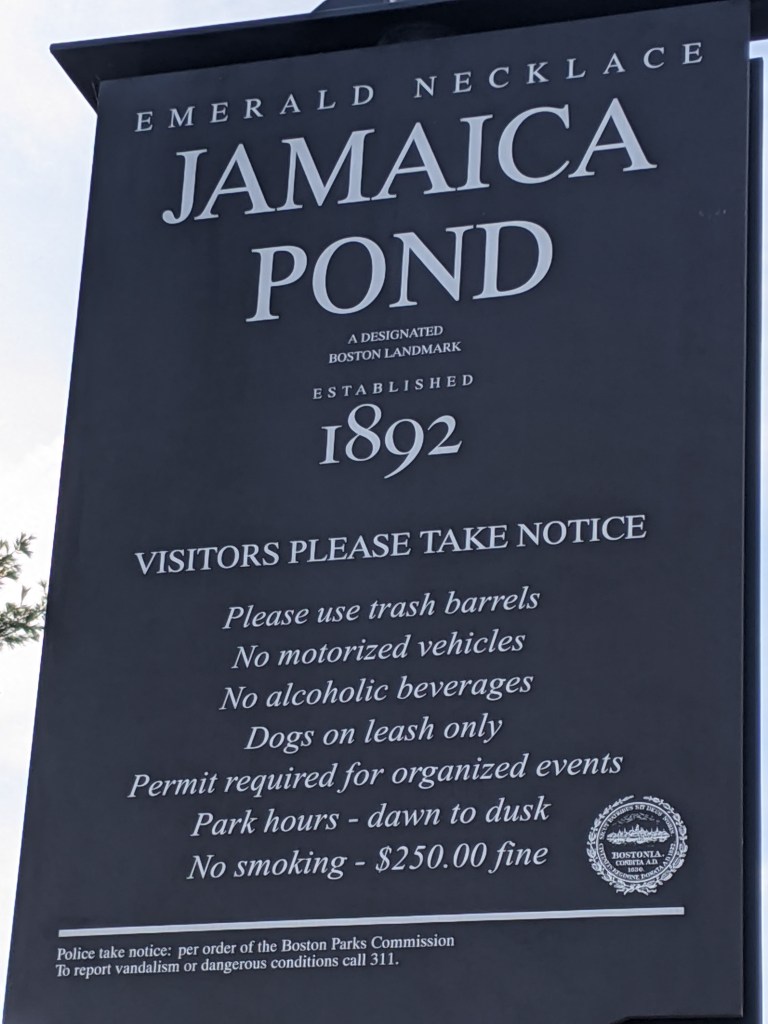 EMERALD NECKLACE
JAMAICA
POND
A DESIGNATED
BOSTON LANDMARK
ESTABLISHED
1892
VISITORS PLEASE TAKE NOTICE
Please use trash barrels
No motorized vehicles
No alcoholic beverages
Dogs on leash only
Permit required for organized events
Park hours - dawn to dusk
No smoking - $250.00 fine
BOSTONIA.
CONDITA A.D.
1630.
Police take notice: per order of the Boston Parks Commission
To report vandalism or dangerous conditions call 311.